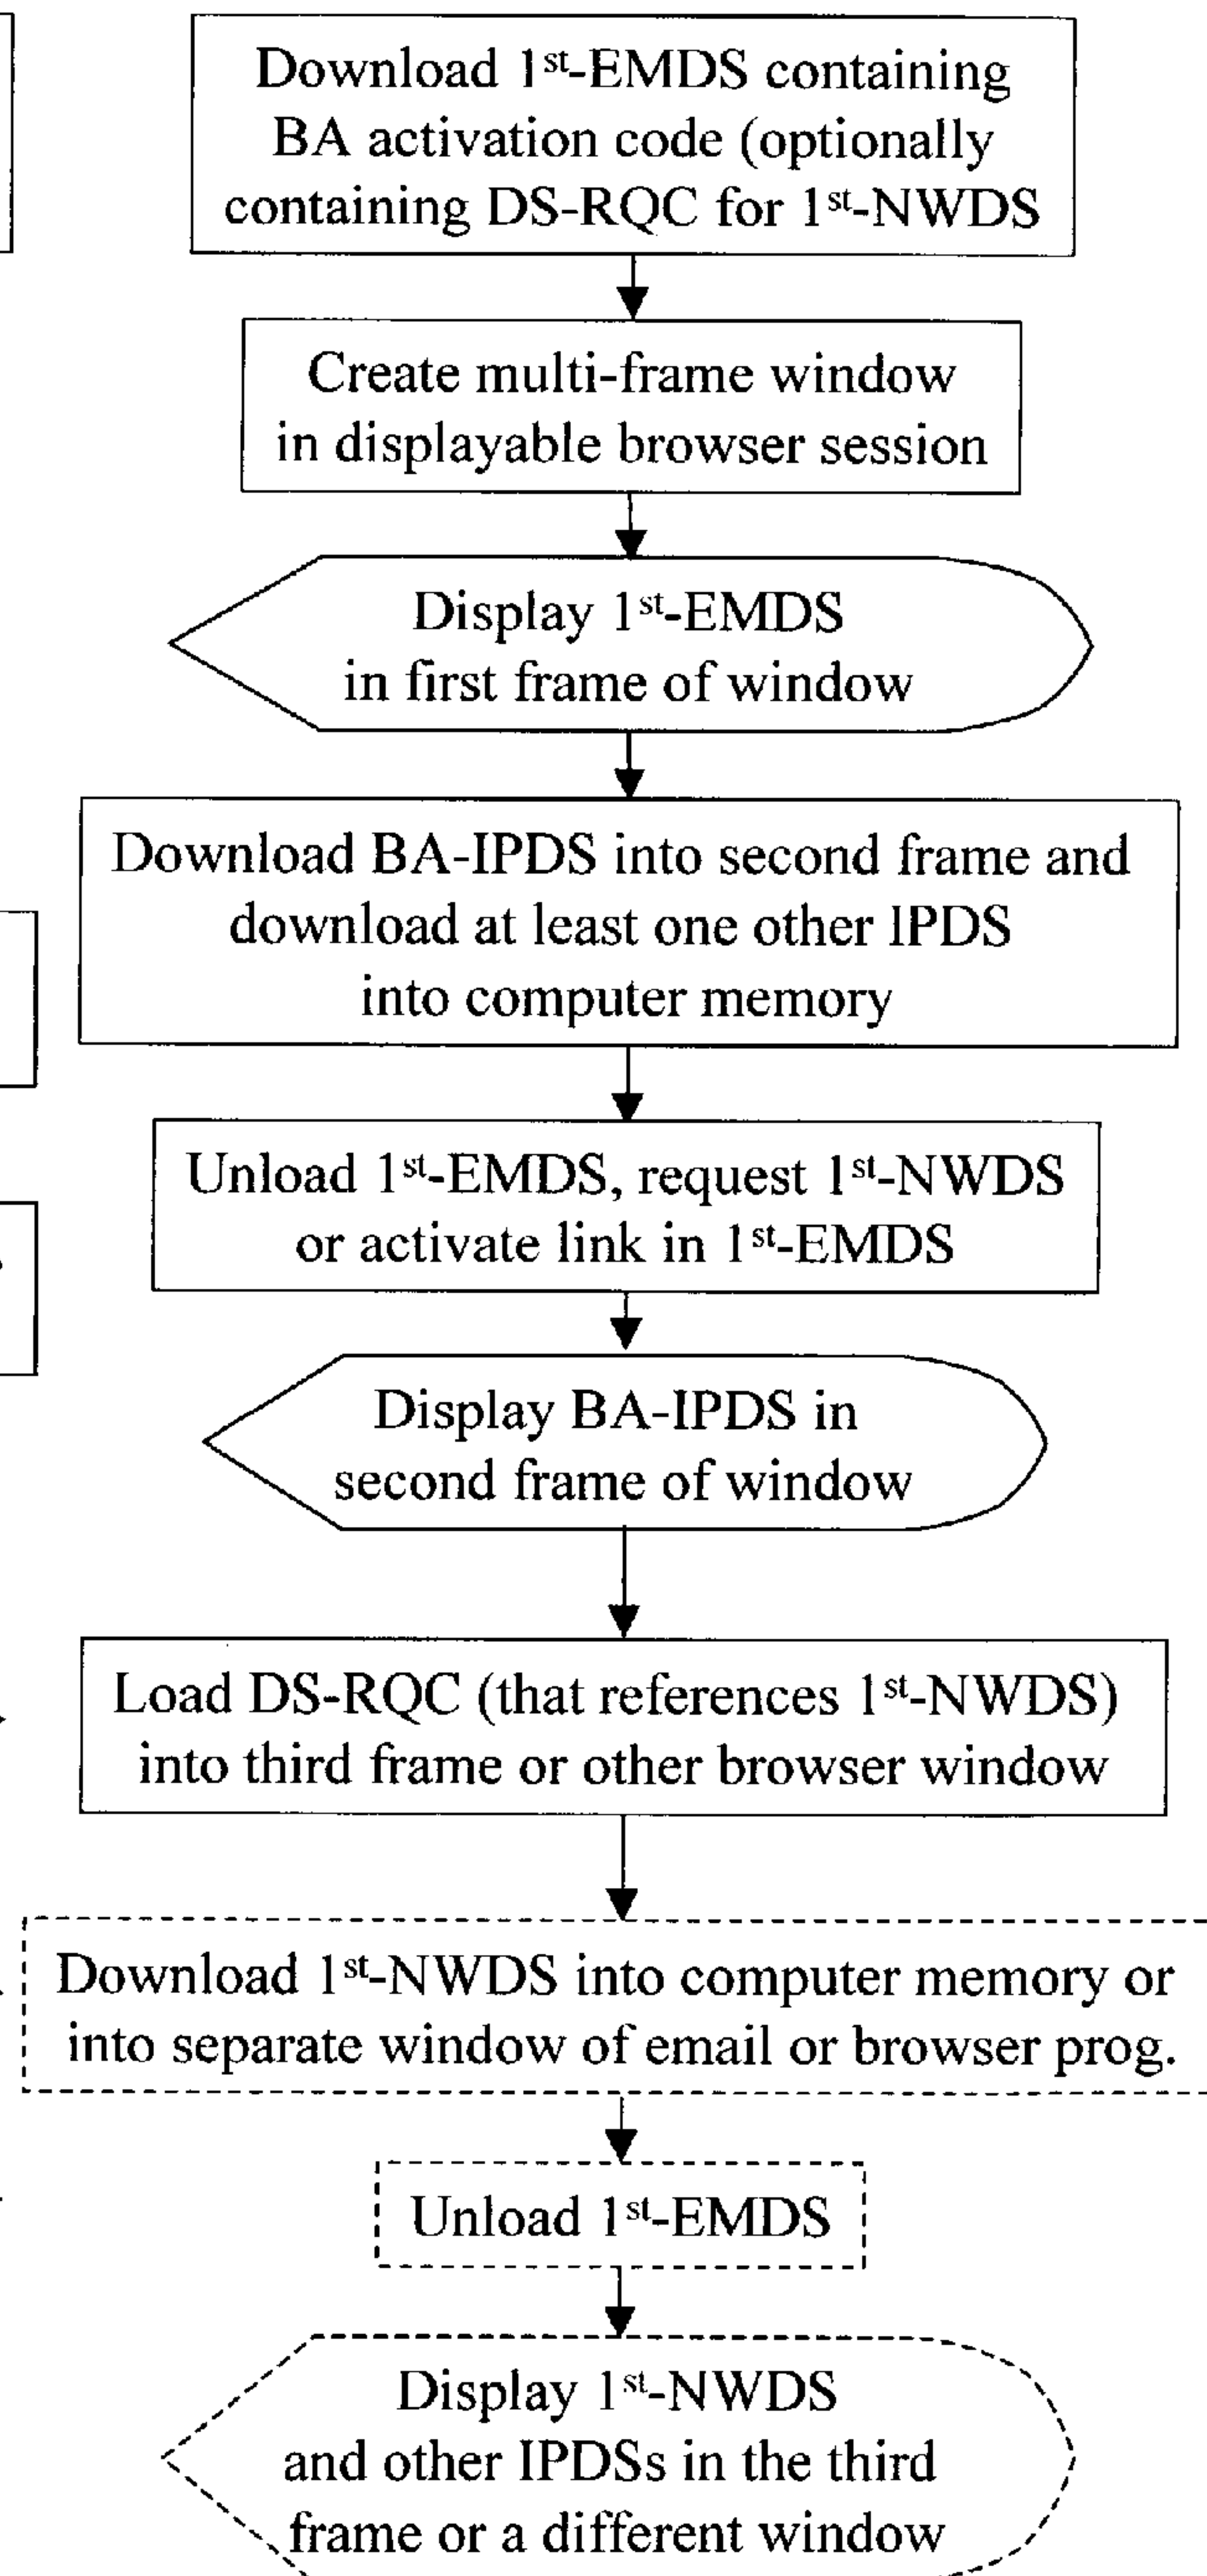 Download 1st-EMDS containing
BA activation code (optionally
containing DS-RQC for 1st-NWDS
Create multi-frame window
in displayable browser session
Display 1st-EMDS
in first frame of window
Download BA-IPDS into second frame and
download at least one other IPDS
into computer memory
Unload 1st-EMDS, request 1st-NWDS
or activate link in 1st-EMDS
Display BA-IPDS in
second frame of window
Load DS-RQC (that references 1st-NWDS)
into third frame or other browser window
Download 1st-NWDS into computer memory or
into separate window of email or browser prog.
Unload 1st-EMDS
Display 1st-NWDS
and other IPDSs in the third
frame or a different window